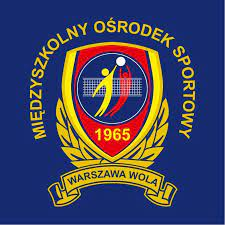 MIĘDZYSZKOLNY OŚRODEK SPORTOWY
1965
WARSZAWA WOLA